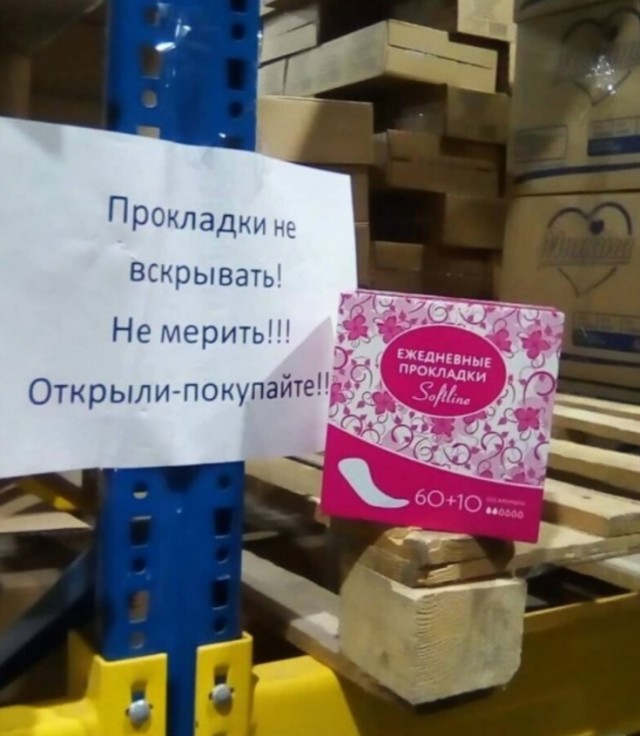 Прокладки не
вскрывать!
Не мерить!!!
Открыли-покупайте!!
ЕЖЕДНЕВНЫЕ
ПРОКЛАДКИ
Softline
60+10